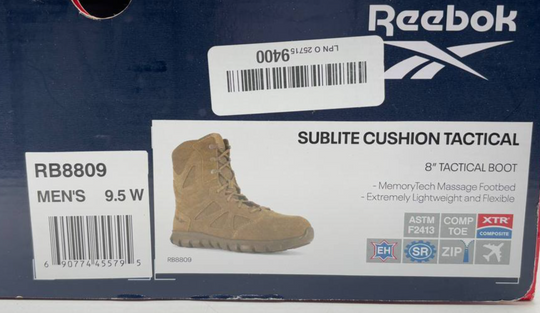 Reebok
LPN O 25715
9400
SUBLITE CUSHION TACTICAL
8" TACTICAL BOOT
- MemoryTech Massage Footbed
- Extremely Lightweight and Flexible
RB8809
MEN'S 9.5 W
6 90774 45579 5
RB8809
ASTM F2413
COMP TOE
XTR
COMPOSITE
EH
SR
ZIP